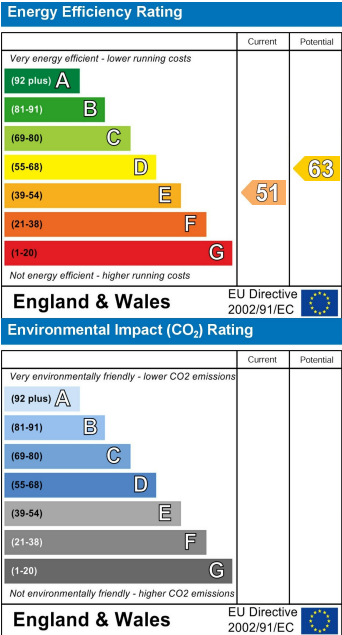 Energy Efficiency Rating
Current Potential
Very energy efficient - lower running costs
(92 plus) A
(81-91) B
(69-80) C
(55-68) D
63
(39-54) E
51
(21-38) F
(1-20) G
Not energy efficient - higher running costs
England & Wales
EU Directive
2002/91/EC
Environmental Impact (CO₂) Rating
Current Potential
Very environmentally friendly - lower CO2 emissions
(92 plus) A
(81-91) B
(69-80) C
(55-68) D
(39-54) E
(21-38) F
(1-20) G
Not environmentally friendly - higher CO2 emissions
England & Wales
EU Directive
2002/91/EC